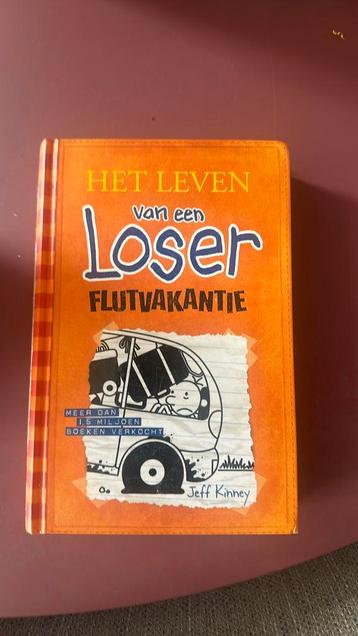 HET LEVEN
van een
Loser
FLUTVAKANTIE
MEER DAN
1,5 MILJOEN
BOEKEN VERKOCHT
Jeff Kinney